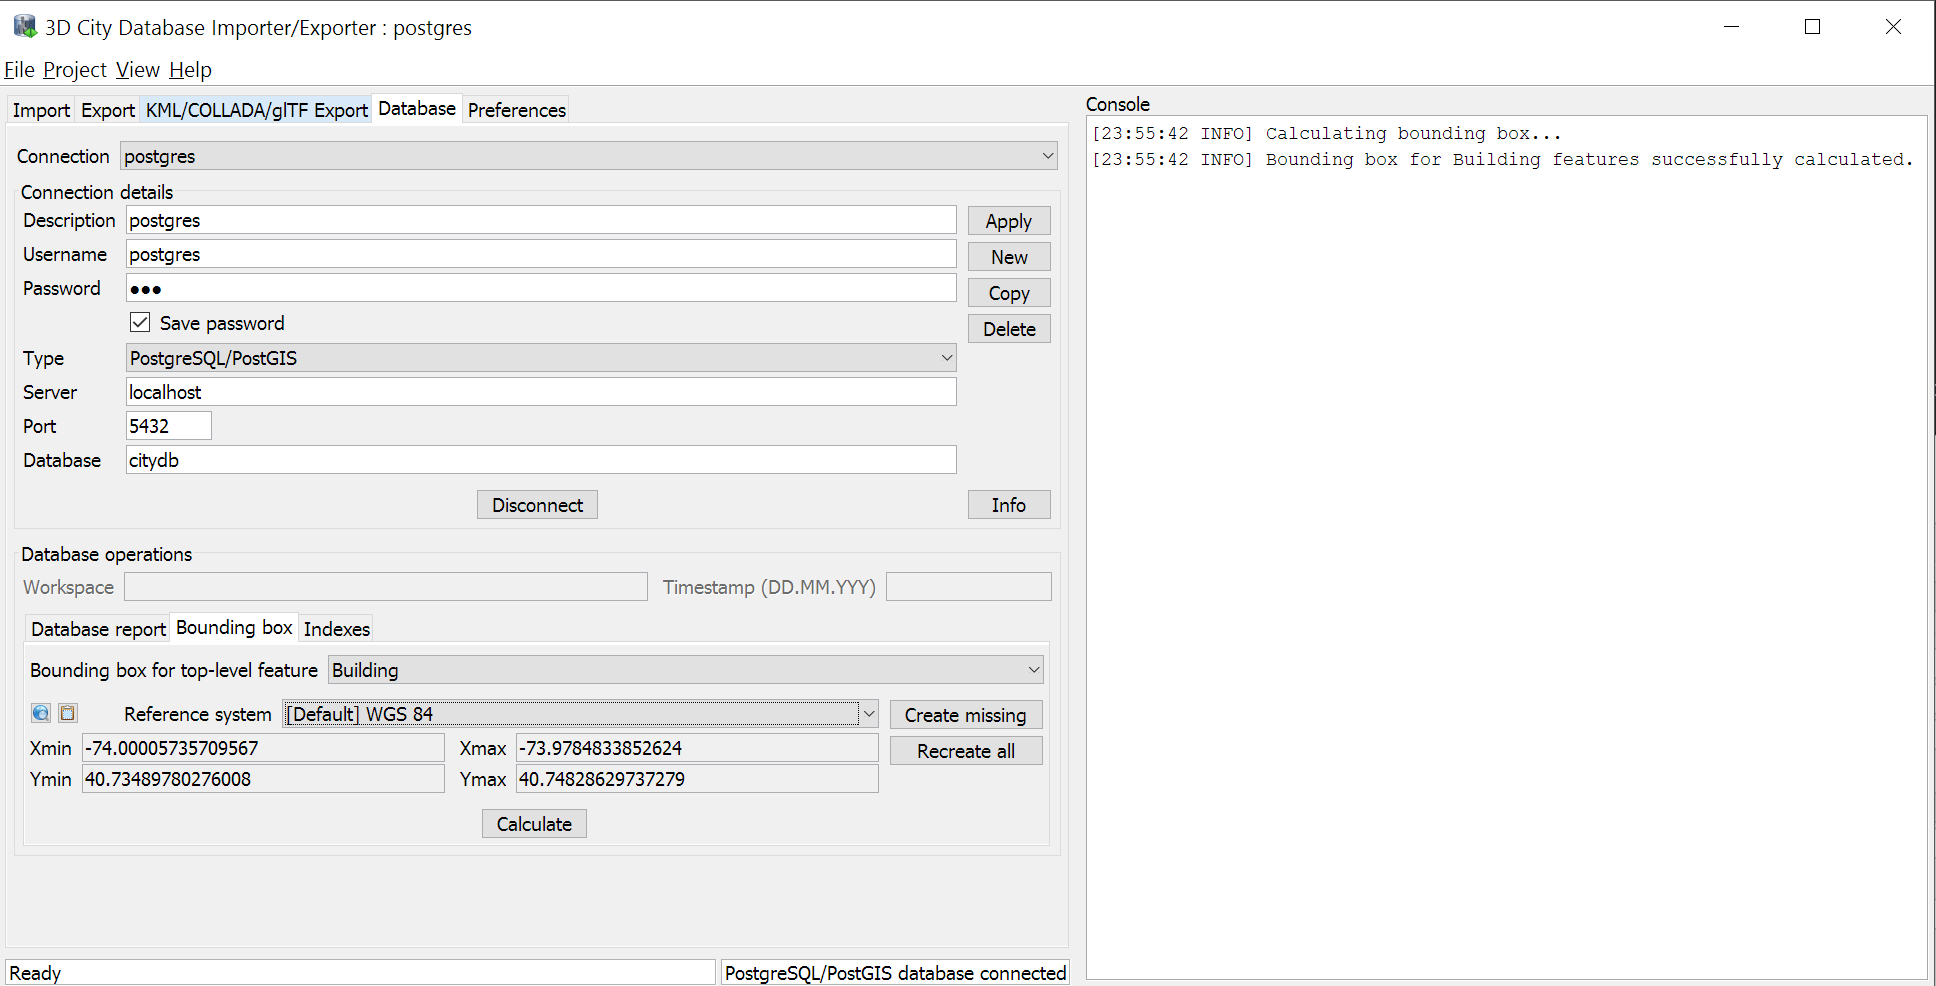 3D City Database Importer/Exporter : postgres
File Project View Help
Import Export KML/COLLADA/glTF Export Database Preferences
Connection postgres
Connection details
Description postgres Apply
Username postgres New
Password ●●● Copy
Save password Delete
Type PostgreSQL/PostGIS
Server localhost
Port 5432
Database citydb
Disconnect Info
Database operations
Workspace Timestamp (DD.MM.YYY)
Database report Bounding box Indexes
Bounding box for top-level feature Building
Reference system [Default] WGS 84 Create missing
Xmin -74.00005735709567 Xmax -73.9784833852624 Recreate all
Ymin 40.73489780276008 Ymax 40.74828629737279
Calculate
Ready PostgreSQL/PostGIS database connected
Console
[23:55:42 INFO] Calculating bounding box...
[23:55:42 INFO] Bounding box for Building features successfully calculated.